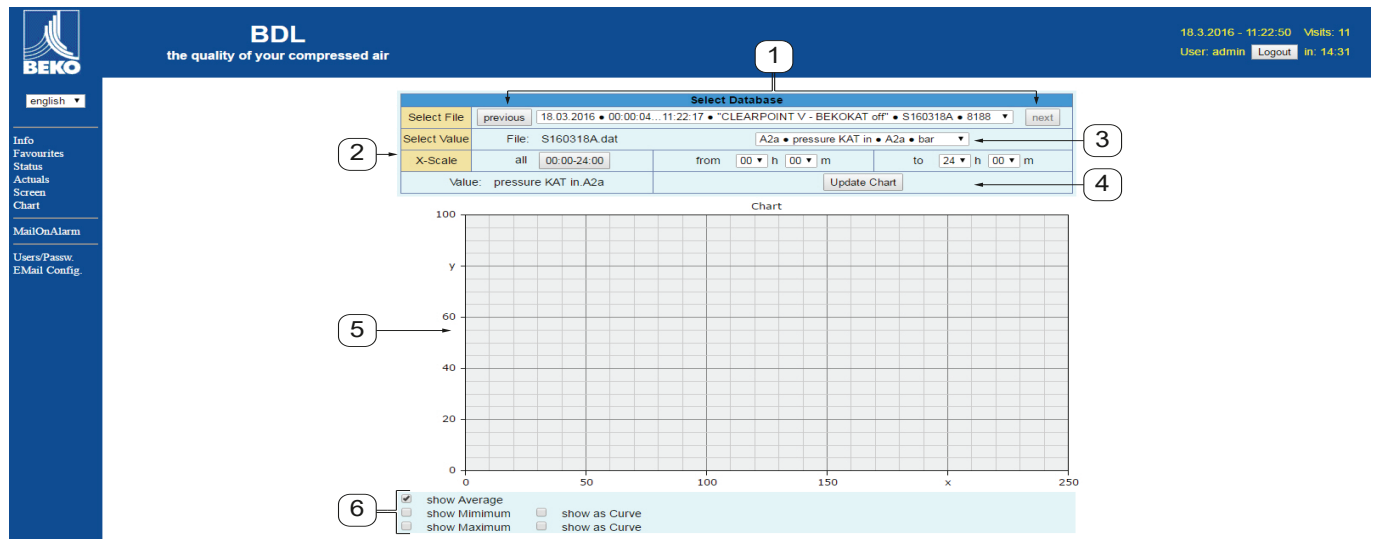 BEKO
BDL
the quality of your compressed air
18.3.2016 - 11:22:50 Visits: 11
User: admin Logout in: 14:31
english ▼
Info
Favourites
Status
Actuals
Screen
Chart
MailOnAlarm
Users/Passw.
EMail Config.
1
Select Database
Select File previous 18.03.2016 ● 00:00:04...11:22:17 ● "CLEARPOINT V - BEKOKAT off" ● S160318A ● 8188 ▼ next
Select Value File: S160318A.dat A2a ● pressure KAT in ● A2a ● bar ▼
3
2
X-Scale all 00:00-24:00 from 00 ▼ h 00 ▼ m to 24 ▼ h 00 ▼ m
Value: pressure KAT in.A2a Update Chart
4
Chart
100
y
60
5
40
20
0
0 50 100 150 x 250
6
show Average
show Mimimum show as Curve
show Maximum show as Curve